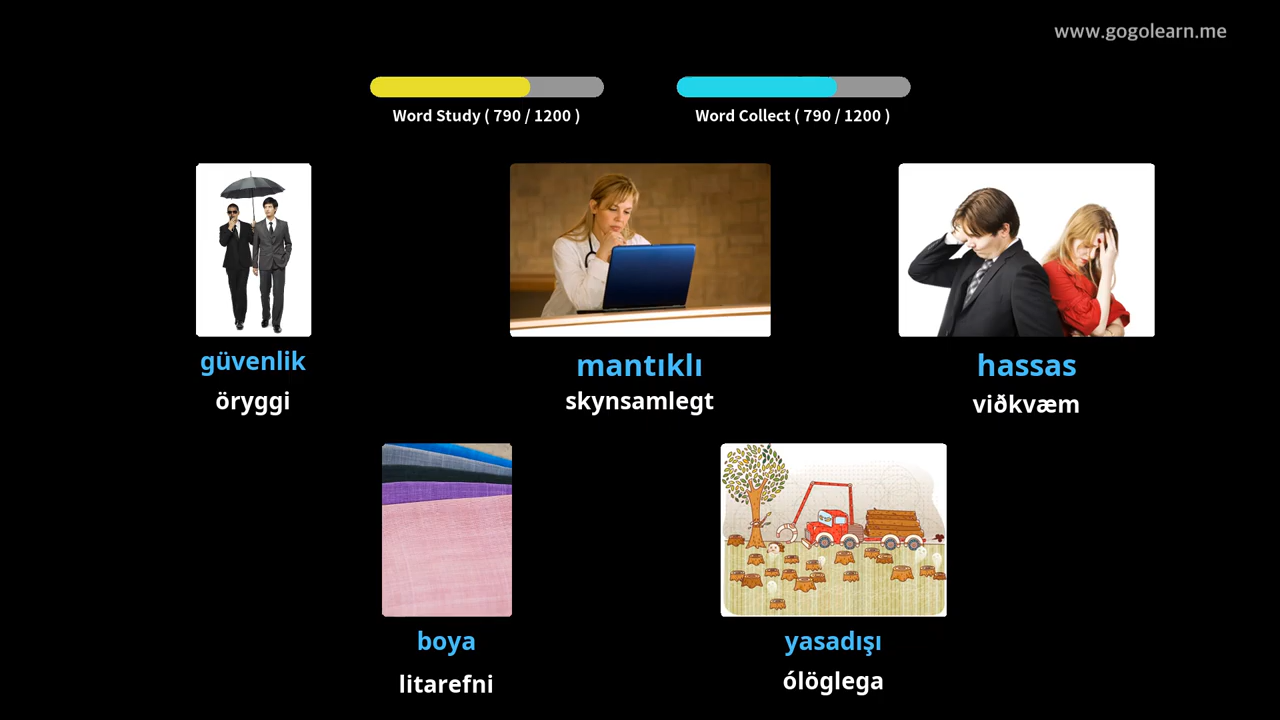 www.gogolearn.me
Word Study ( 790 / 1200 )
Word Collect ( 790 / 1200 )
güvenlik
öryggi
mantıklı
skynsamlegt
hassas
viðkvæm
boya
litarefni
yasadışı
ólöglega